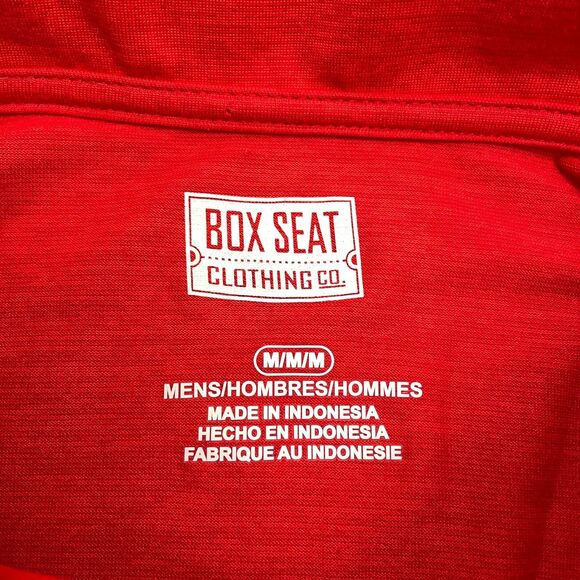 BOX SEAT
CLOTHING CO.
M/M/M
MENS/HOMBRES/HOMMES
MADE IN INDONESIA
HECHO EN INDONESIA
FABRIQUE AU INDONESIE